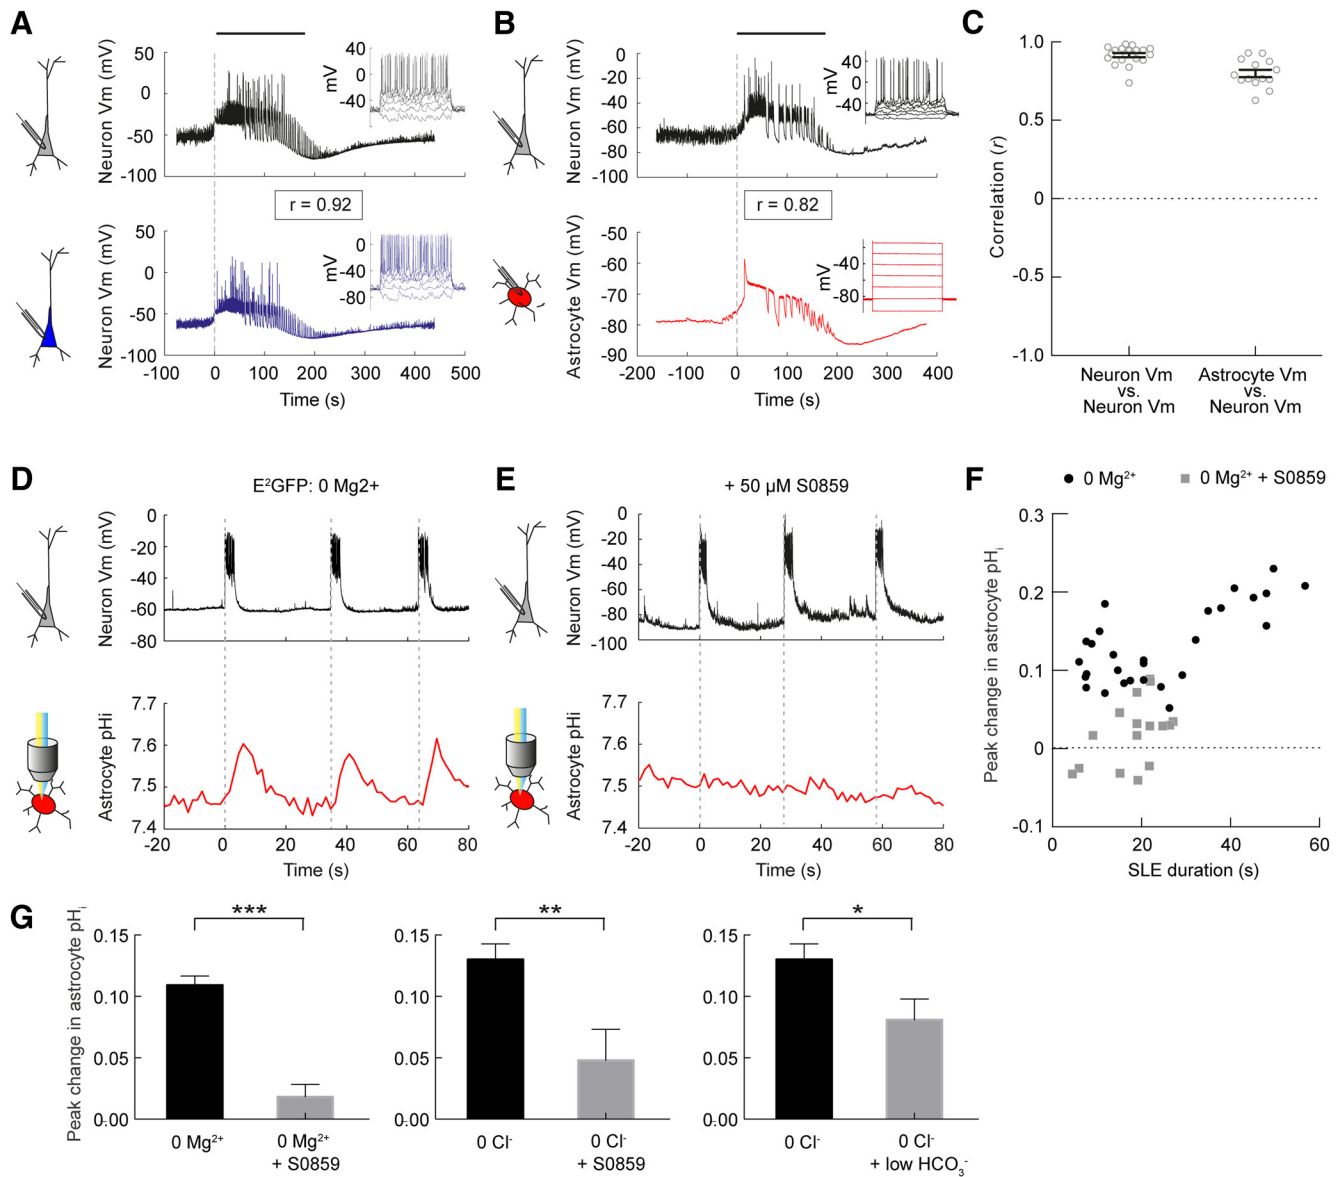 A
Neuron Vm (mV)
50
0
-50
-100
mV
40
-40
r = 0.92
Neuron Vm (mV)
50
0
-50
-100
mV
0
-40
-80
-100 0 100 200 300 400 500
Time (s)
B
Neuron Vm (mV)
0
-20
-40
-60
-80
-100
mV
40
0
-40
r = 0.82
Astrocyte Vm (mV)
-50
-60
-70
-80
-90
mV
-40
-80
-200 -100 0 100 200 300 400
Time (s)
C
Correlation (r)
1.0
0.5
0
-0.5
-1.0
Neuron Vm
vs.
Neuron Vm
Astrocyte Vm
vs.
Neuron Vm
D
E²GFP: 0 Mg2+
Neuron Vm (mV)
0
-20
-40
-60
-80
Astrocyte pHi
7.7
7.6
7.5
7.4
-20 0 20 40 60 80
Time (s)
E
+ 50 µM S0859
Neuron Vm (mV)
0
-20
-40
-60
-80
-100
Astrocyte pHi
7.7
7.6
7.5
7.4
-20 0 20 40 60 80
Time (s)
F
0 Mg²⁺
0 Mg²⁺ + S0859
Peak change in astrocyte pHᵢ
0.3
0.2
0.1
0
-0.1
0 20 40 60
SLE duration (s)
G
Peak change in astrocyte pHᵢ
***
0.15
0.10
0.05
0.00
0 Mg²⁺
0 Mg²⁺
+ S0859
**
0.15
0.10
0.05
0.00
0 Cl⁻
0 Cl⁻
+ S0859
*
0.15
0.10
0.05
0.00
0 Cl⁻
0 Cl⁻
+ low HCO₃⁻